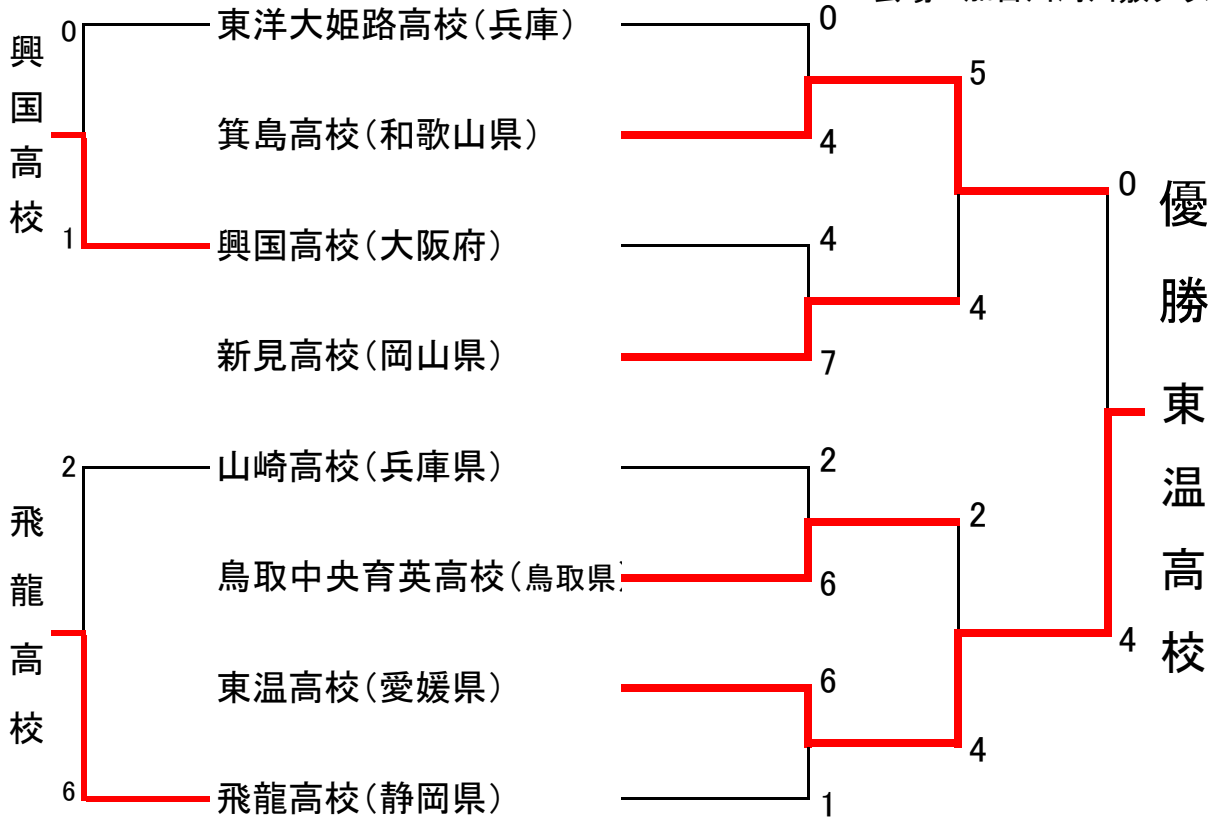 東洋大姫路高校（兵庫）
箕島高校（和歌山県）
興国高校（大阪府）
新見高校（岡山県）
山崎高校（兵庫県）
鳥取中央育英高校（鳥取県
東温高校（愛媛県）
飛龍高校（静岡県）
興国高校
飛龍高校
0
1
2
6
0
4
4
7
2
6
6
1
5
4
2
4
0
4
優勝 東温高校